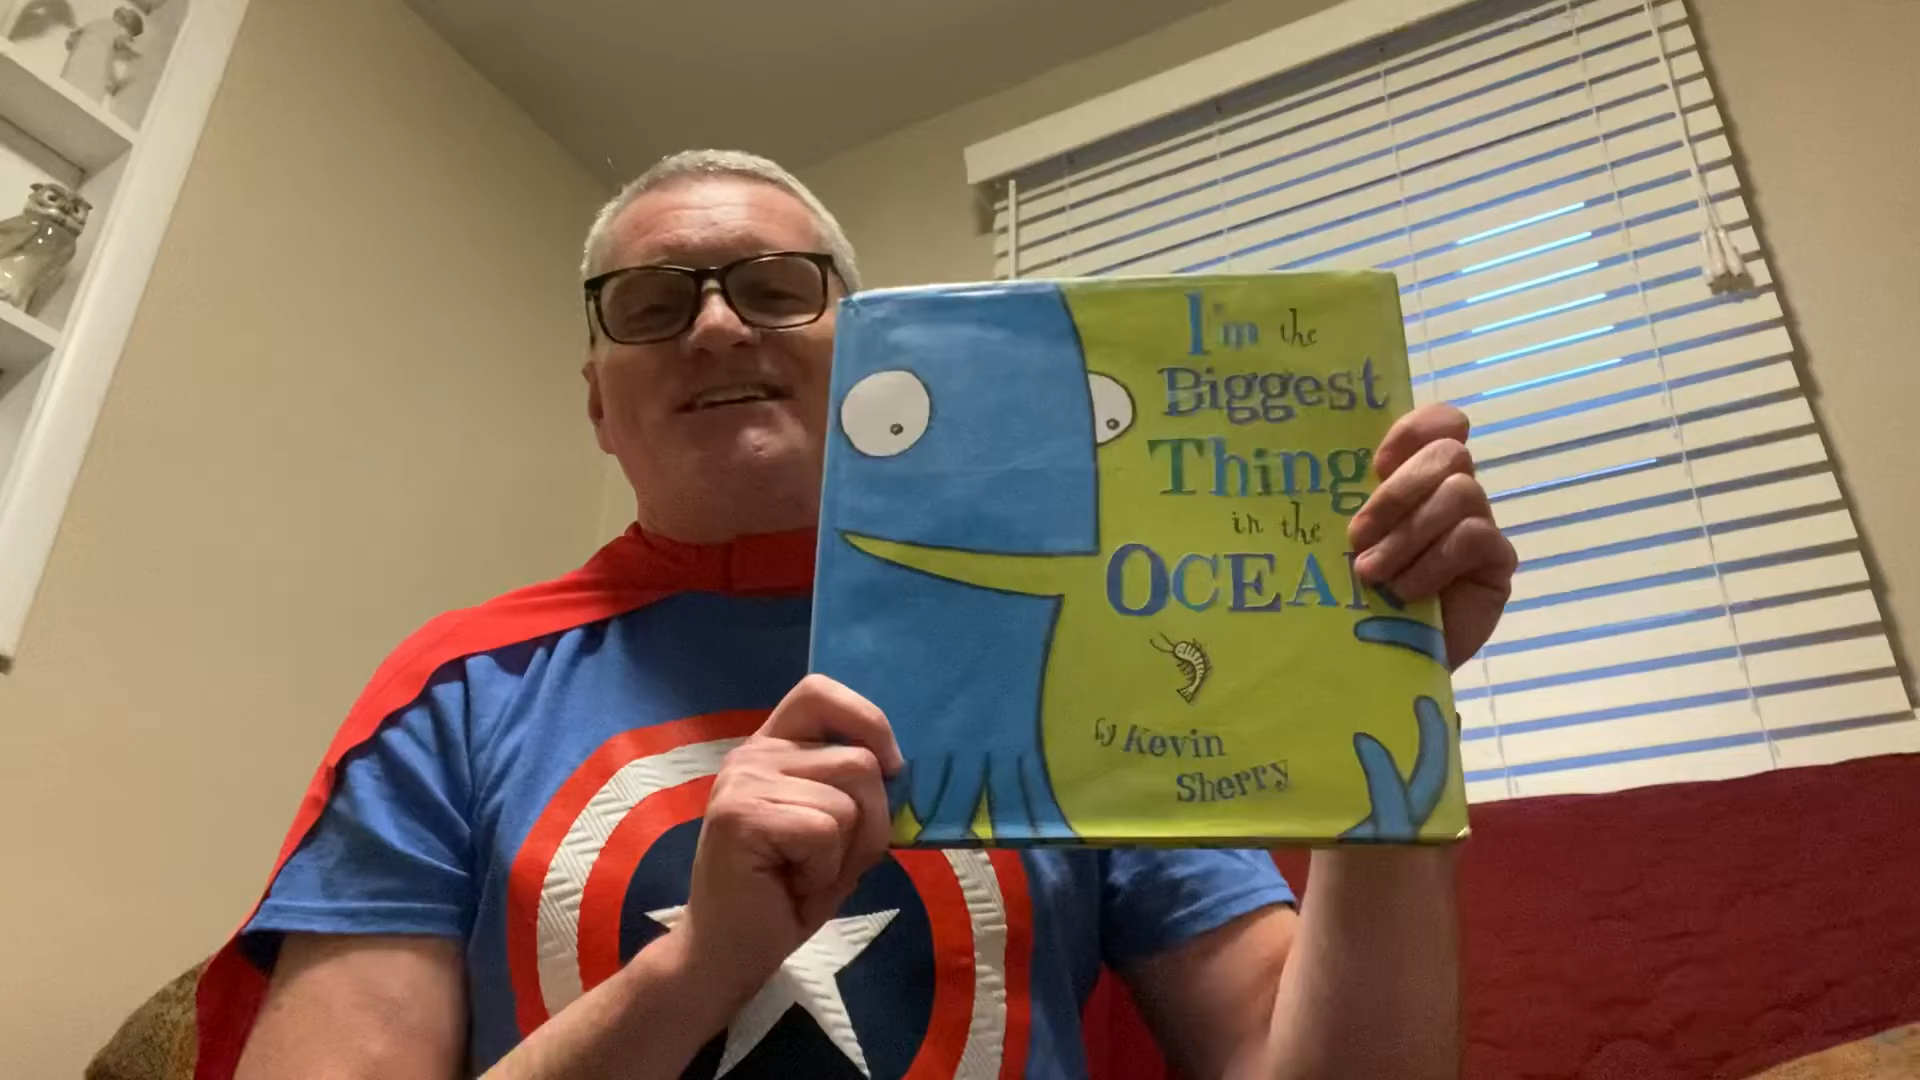 I'm the
Biggest
Thing
in the
OCEAN
by Kevin
Sherry